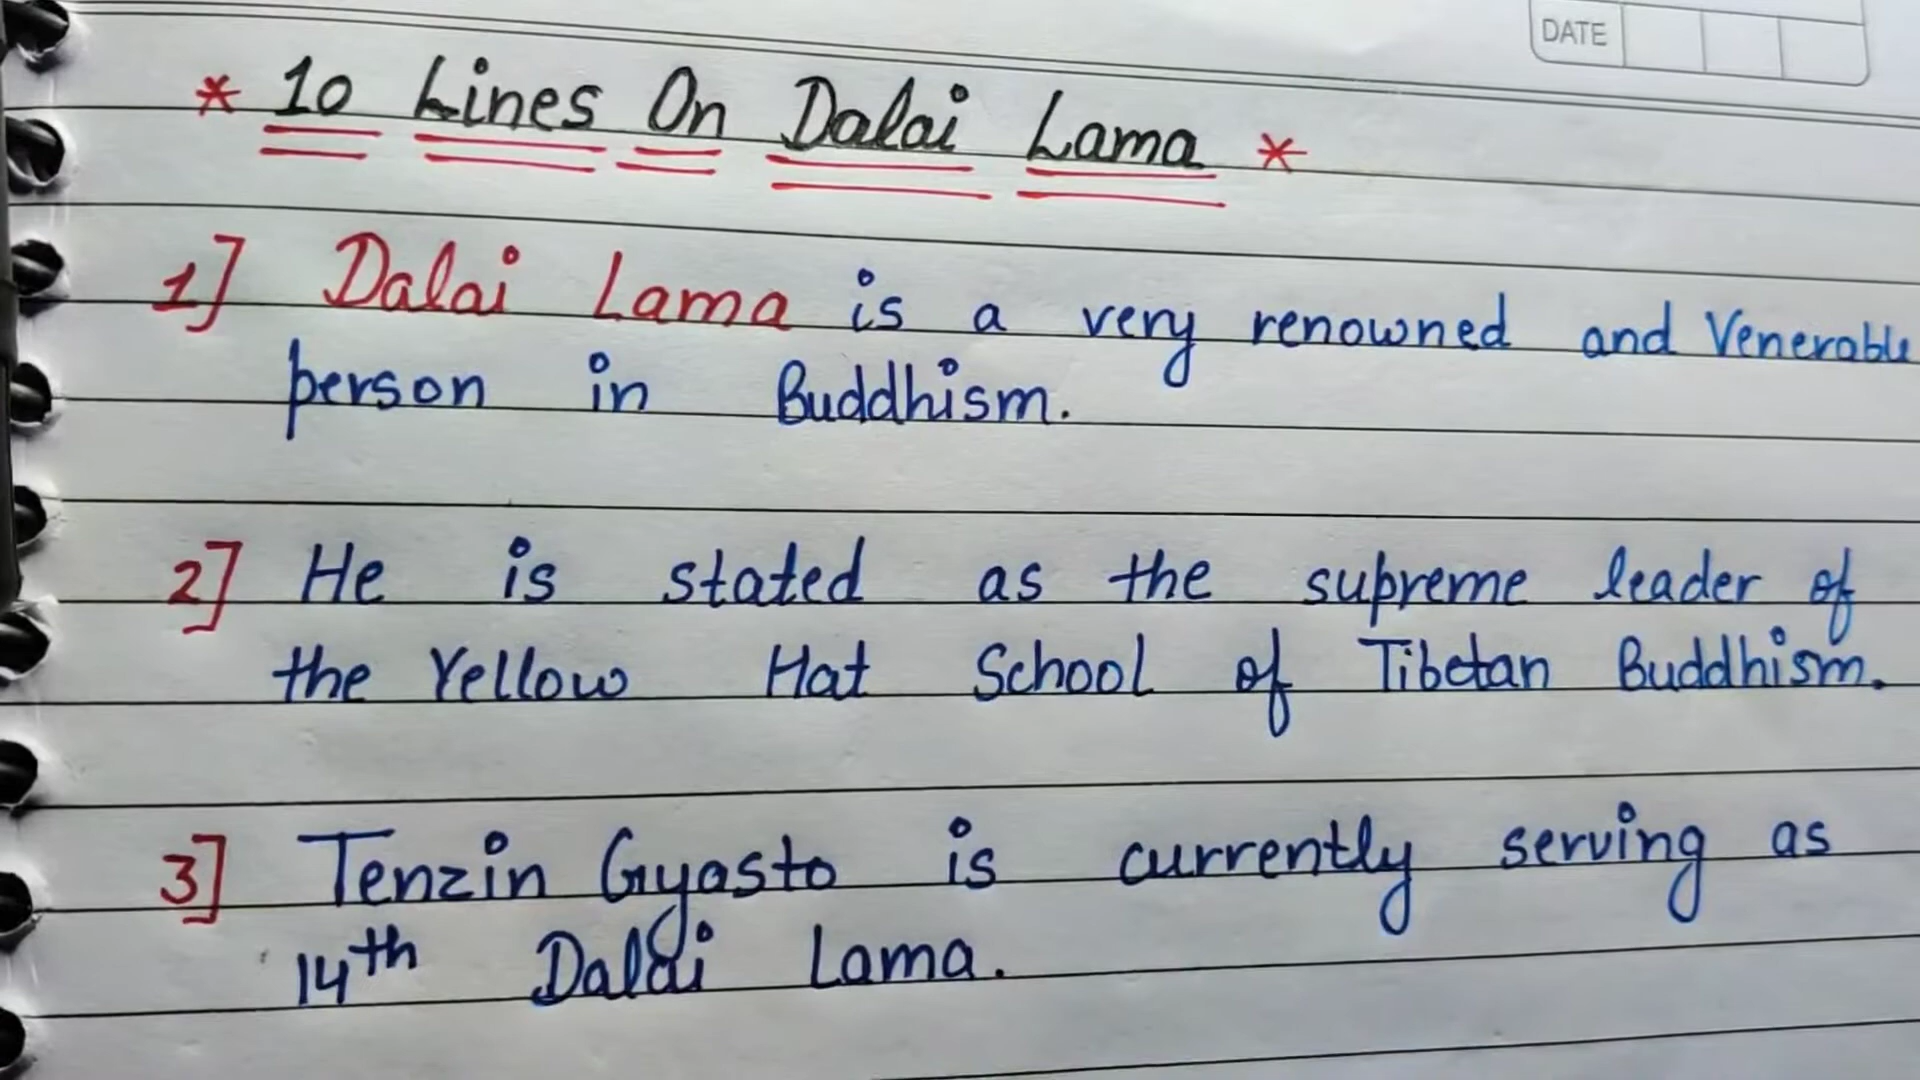 DATE
* 10 Lines On Dalai Lama *
1] Dalai Lama is a very renowned and Venerable
person in Buddhism.
2] He is stated as the supreme leader of
the Yellow Hat School of Tibetan Buddhism.
3] Tenzin Gyasto is currently serving as
14th Dalai Lama.